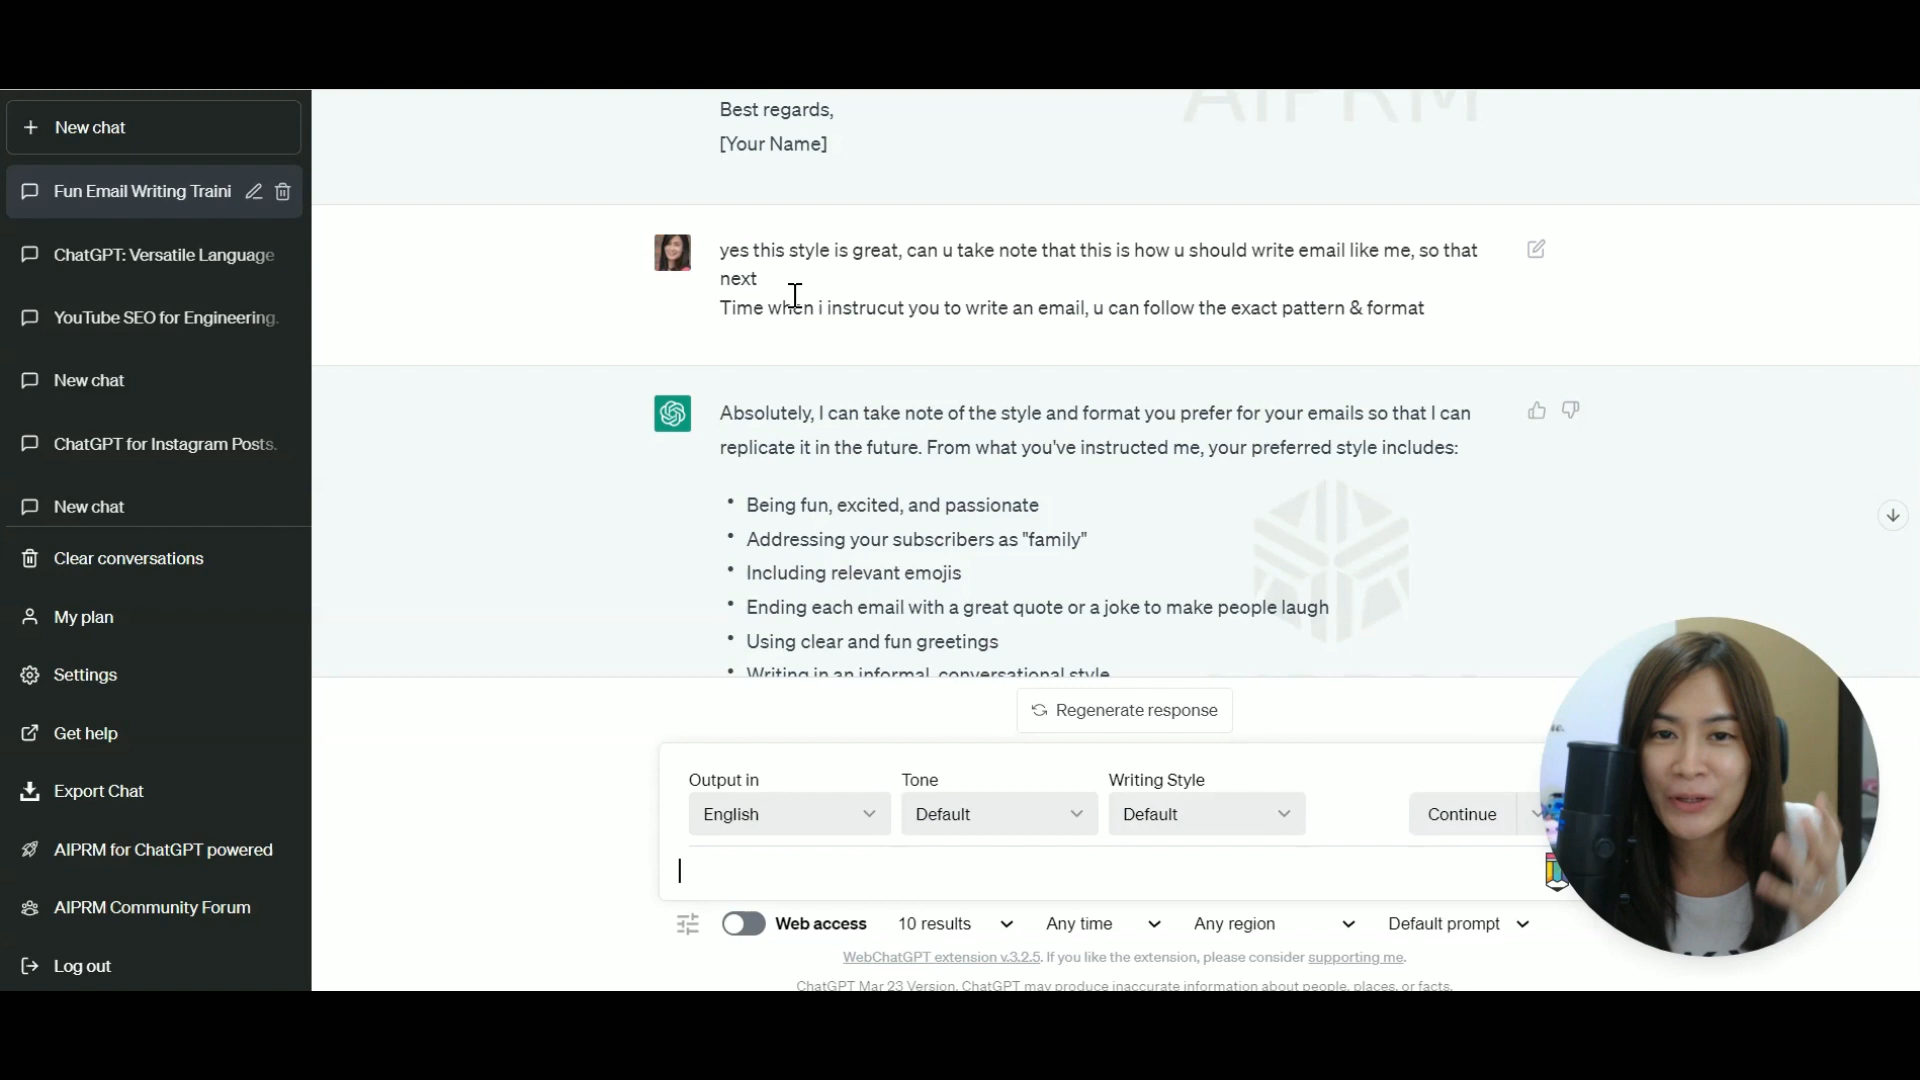 New chat
Fun Email Writing Traini
ChatGPT: Versatile Language
YouTube SEO for Engineering.
New chat
ChatGPT for Instagram Posts.
New chat
Clear conversations
My plan
Settings
Get help
Export Chat
AIPRM for ChatGPT powered
AIPRM Community Forum
Log out
AIPRM
Best regards,
[Your Name]
yes this style is great, can u take note that this is how u should write email like me, so that
next
Time when i instrucut you to write an email, u can follow the exact pattern & format
Absolutely, I can take note of the style and format you prefer for your emails so that I can
replicate it in the future. From what you've instructed me, your preferred style includes:
• Being fun, excited, and passionate
• Addressing your subscribers as "family"
• Including relevant emojis
• Ending each email with a great quote or a joke to make people laugh
• Using clear and fun greetings
• Writing in an informal, conversational style
Regenerate response
Output in
Tone
Writing Style
English
Default
Default
Continue
Web access
10 results
Any time
Any region
Default prompt
WebChatGPT extension v.3.2.5. If you like the extension, please consider supporting me.
ChatGPT Mar 23 Version. ChatGPT may produce inaccurate information about people, places, or facts.